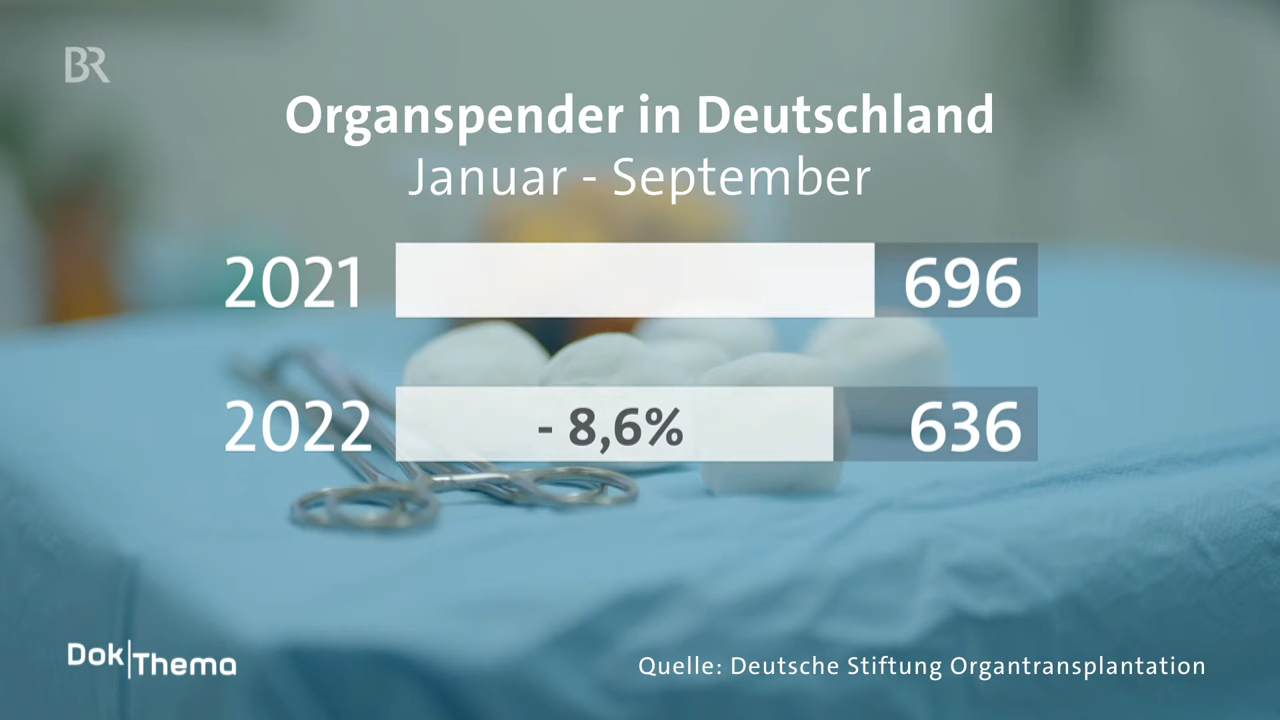 BR
Organspender in Deutschland
Januar - September
2021 696
2022 - 8,6% 636
Dok Thema
Quelle: Deutsche Stiftung Organtransplantation